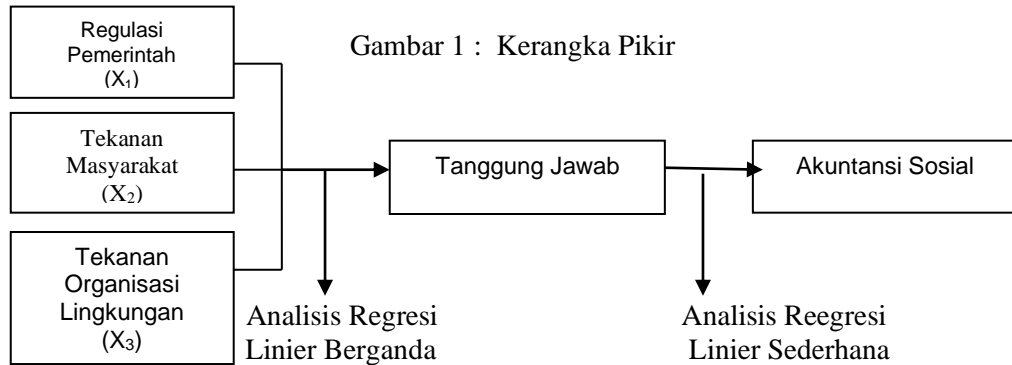 Regulasi
Pemerintah
(X₁)
Gambar 1 : Kerangka Pikir
Tekanan
Masyarakat
(X₂)
Tekanan
Organisasi
Lingkungan
(X₃)
Tanggung Jawab
Akuntansi Sosial
Analisis Regresi
Linier Berganda
Analisis Reegresi
Linier Sederhana